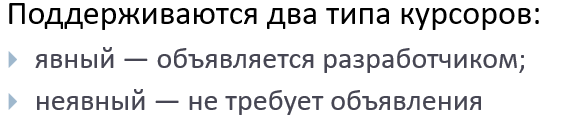 Поддерживаются два типа курсоров:
явный — объявляется разработчиком;
неявный — не требует объявления